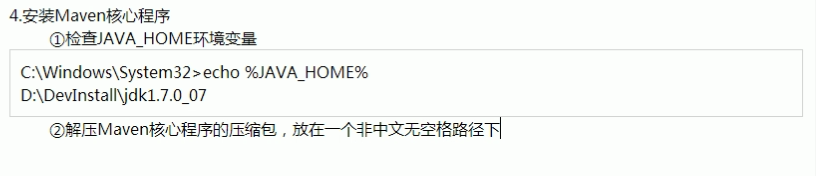 4.安装Maven核心程序
①检查JAVA_HOME环境变量
C:\Windows\System32>echo %JAVA_HOME%
D:\DevInstall\jdk1.7.0_07
②解压Maven核心程序的压缩包，放在一个非中文无空格路径下